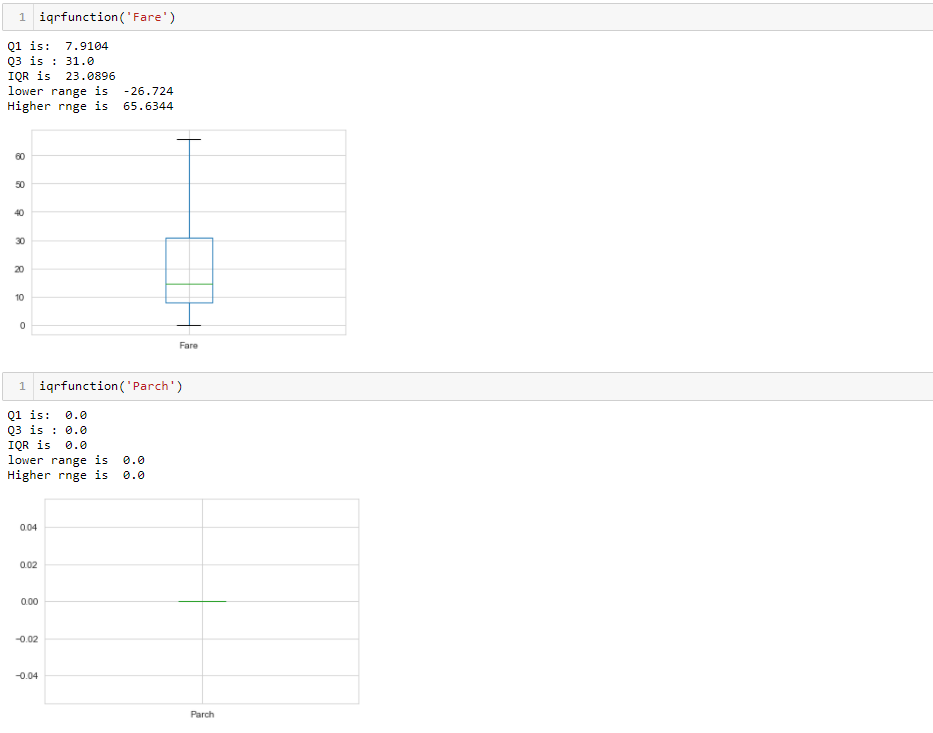 1 iqrfunction('Fare')
Q1 is:  7.9104
Q3 is : 31.0
IQR is  23.0896
lower range is  -26.724
Higher rnge is  65.6344
60
50
40
30
20
10
0
Fare
1 iqrfunction('Parch')
Q1 is:  0.0
Q3 is : 0.0
IQR is  0.0
lower range is  0.0
Higher rnge is  0.0
0.04
0.02
0.00
−0.02
−0.04
Parch